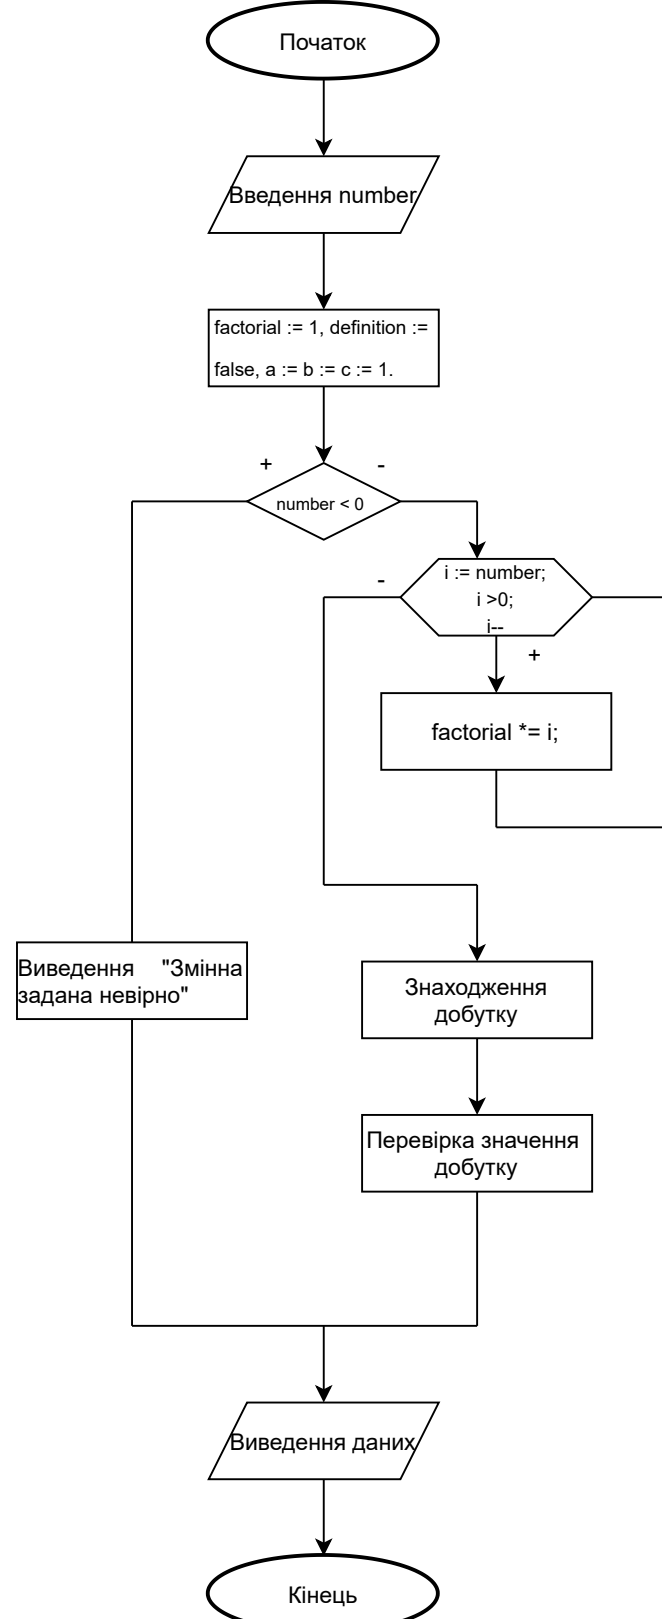 Початок
Введення number
factorial := 1, definition :=
false, a := b := c := 1.
+
-
number < 0
i := number;
i >0;
i--
-
+
factorial *= i;
Виведення "Змінна
задана невірно"
Знаходження
добутку
Перевірка значення
добутку
Виведення даних
Кінець